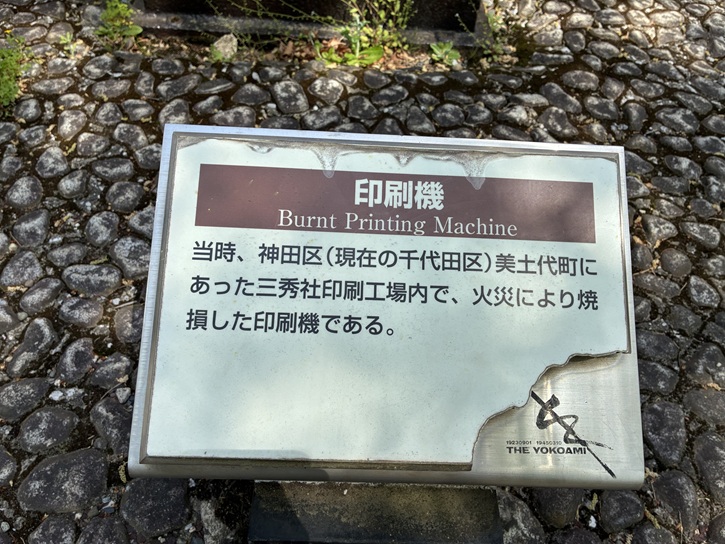 印刷機
Burnt Printing Machine
当時、神田区(現在の千代田区)美土代町に
あった三秀社印刷工場内で、火災により焼
損した印刷機である。
19230901 19450310
THE YOKOAMI